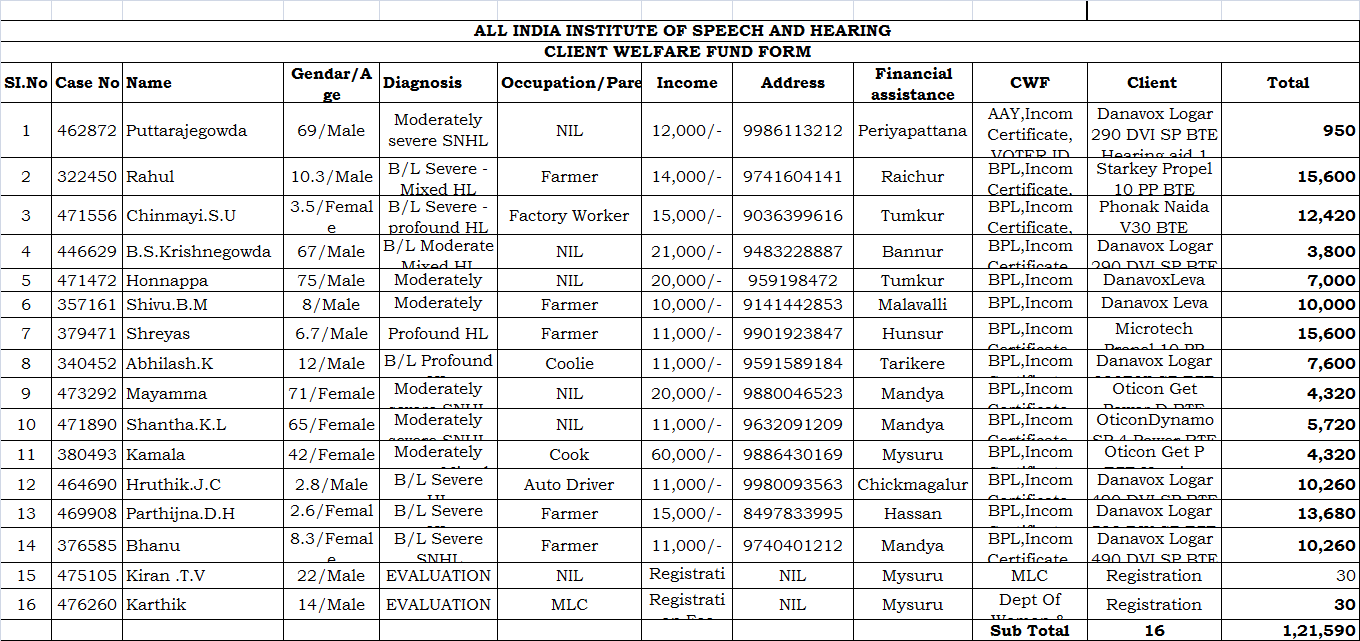 ALL INDIA INSTITUTE OF SPEECH AND HEARING
CLIENT WELFARE FUND FORM
SI.No Case No Name Gendar/Age Diagnosis Occupation/Pare Income Address Financial assistance CWF Client Total
1 462872 Puttarajegowda 69/Male Moderately severe SNHL NIL 12,000/- 9986113212 Periyapattana AAY,Incom Certificate, VOTER ID Danavox Logar 290 DVI SP BTE Hearing aid 1 950
2 322450 Rahul 10.3/Male B/L Severe - Mixed HL Farmer 14,000/- 9741604141 Raichur BPL,Incom Certificate, Starkey Propel 10 PP BTE 15,600
3 471556 Chinmayi.S.U 3.5/Female B/L Severe - profound HL Factory Worker 15,000/- 9036399616 Tumkur BPL,Incom Certificate, Phonak Naida V30 BTE 12,420
4 446629 B.S.Krishnegowda 67/Male B/L Moderate Mixed HL NIL 21,000/- 9483228887 Bannur BPL,Incom Certificate Danavox Logar 290 DVI SP BTE 3,800
5 471472 Honnappa 75/Male Moderately NIL 20,000/- 959198472 Tumkur BPL,Incom DanavoxLeva 7,000
6 357161 Shivu.B.M 8/Male Moderately Farmer 10,000/- 9141442853 Malavalli BPL,Incom Danavox Leva 10,000
7 379471 Shreyas 6.7/Male Profound HL Farmer 11,000/- 9901923847 Hunsur BPL,Incom Microtech 15,600
8 340452 Abhilash.K 12/Male B/L Profound Coolie 11,000/- 9591589184 Tarikere BPL,Incom Danavox Logar 7,600
9 473292 Mayamma 71/Female Moderately NIL 20,000/- 9880046523 Mandya BPL,Incom Oticon Get 4,320
10 471890 Shantha.K.L 65/Female Moderately NIL 11,000/- 9632091209 Mandya BPL,Incom OticonDynamo 5,720
11 380493 Kamala 42/Female Moderately Cook 60,000/- 9886430169 Mysuru BPL,Incom Oticon Get P 4,320
12 464690 Hruthik.J.C 2.8/Male B/L Severe Auto Driver 11,000/- 9980093563 Chickmagalur BPL,Incom Danavox Logar 10,260
13 469908 Parthijna.D.H 2.6/Femal B/L Severe Farmer 15,000/- 8497833995 Hassan BPL,Incom Danavox Logar 13,680
14 376585 Bhanu 8.3/Female B/L Severe SNHL Farmer 11,000/- 9740401212 Mandya BPL,Incom Certificate Danavox Logar 490 DVI SP BTE 10,260
15 475105 Kiran .T.V 22/Male EVALUATION NIL Registrati NIL Mysuru MLC Registration 30
16 476260 Karthik 14/Male EVALUATION MLC Registrati NIL Mysuru Dept Of Registration 30
Sub Total 16 1,21,590